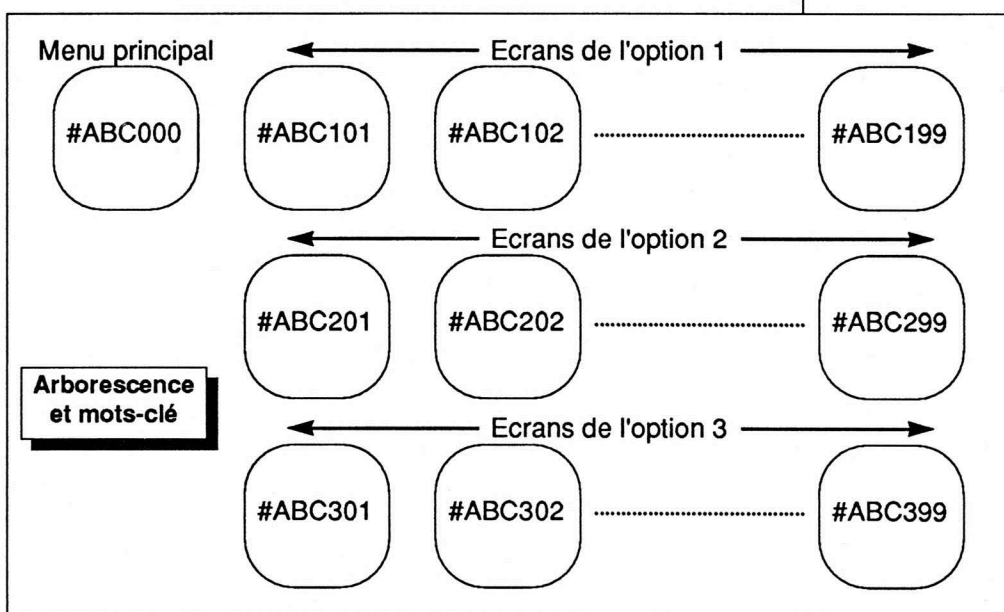 Menu principal
Ecrans de l'option 1
#ABC000
#ABC101
#ABC102
#ABC199
Ecrans de l'option 2
#ABC201
#ABC202
#ABC299
Arborescence
et mots-clé
Ecrans de l'option 3
#ABC301
#ABC302
#ABC399